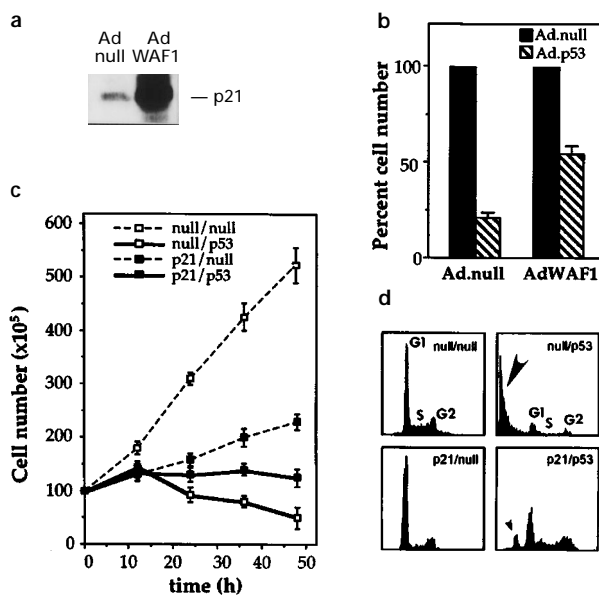 a
Ad Ad
null WAF1
— p21
b
Ad.null
Ad.p53
100
50
0
Percent cell number
Ad.null AdWAF1
c
null/null
null/p53
p21/null
p21/p53
600
500
400
300
200
100
0
Cell number (x10⁵)
0 10 20 30 40 50
time (h)
d
G1 null/null
S G2
null/p53
G1 S G2
p21/null
p21/p53